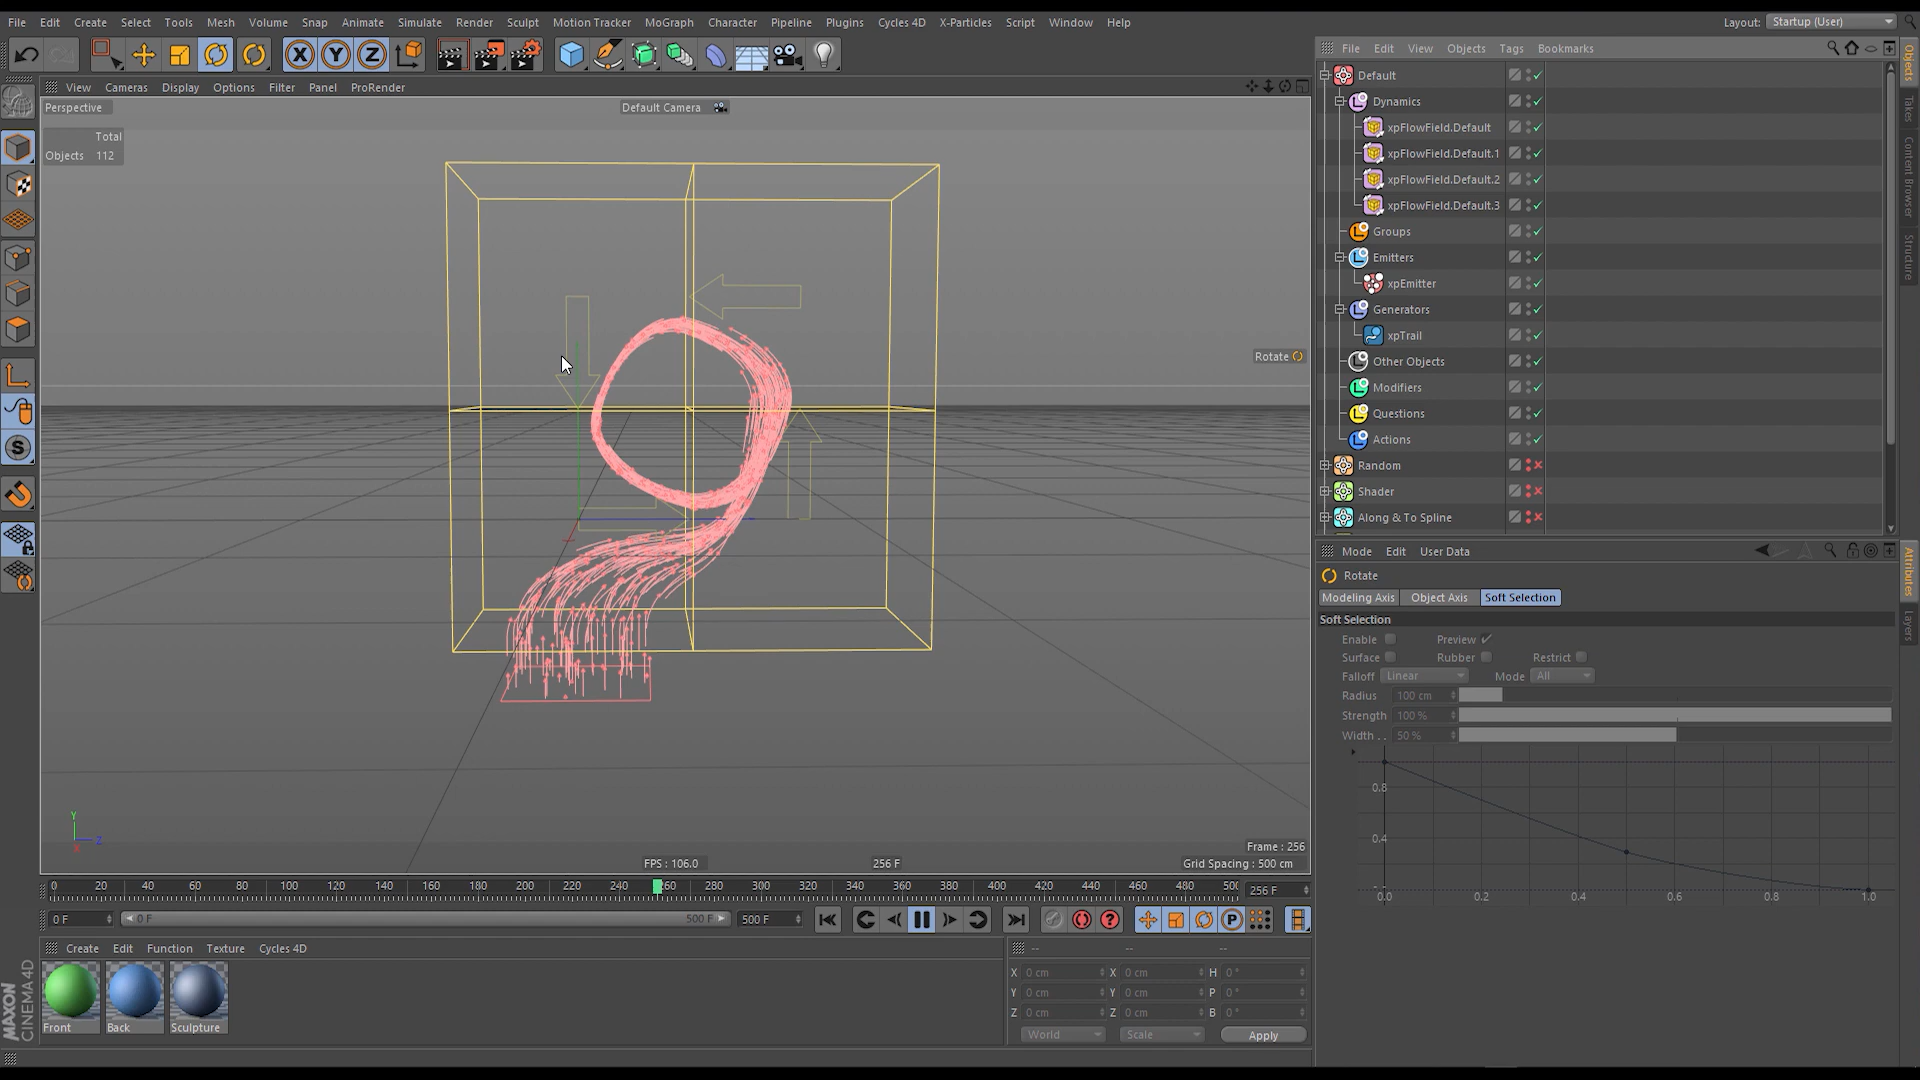 File Edit Create Select Tools Mesh Volume Snap Animate Simulate Render Sculpt Motion Tracker MoGraph Character Pipeline Plugins Cycles 4D X-Particles Script Window Help Layout: Startup (User)
File Edit View Objects Tags Bookmarks
X Y Z
View Cameras Display Options Filter Panel ProRender
Perspective
Default Camera
Total
Objects 112
Rotate
Y
Z
X
FPS : 106.0
256 F
Frame : 256
Grid Spacing : 500 cm
Default
Dynamics
xpFlowField.Default
xpFlowField.Default.1
xpFlowField.Default.2
xpFlowField.Default.3
Groups
Emitters
xpEmitter
Generators
xpTrail
Other Objects
Modifiers
Questions
Actions
Random
Shader
Along & To Spline
Objects
Takes
Content Browser
Structure
Mode Edit User Data
Rotate
Modeling Axis Object Axis Soft Selection
Soft Selection
Enable Preview
Surface Rubber Restrict
Falloff Linear Mode All
Radius 100 cm
Strength 100 %
Width . . 50 %
0.8
0.4
0.0 0.2 0.4 0.6 0.8 1.0
Attributes
Layers
0 20 40 60 80 100 120 140 160 180 200 220 240 260 280 300 320 340 360 380 400 420 440 460 480 500 256 F
0 F 0 F 500 F 500 F
P
Create Edit Function Texture Cycles 4D
Front Back Sculpture
-- -- --
X 0 cm X 0 cm H 0 °
Y 0 cm Y 0 cm P 0 °
Z 0 cm Z 0 cm B 0 °
World Scale Apply
MAXON
CINEMA 4D